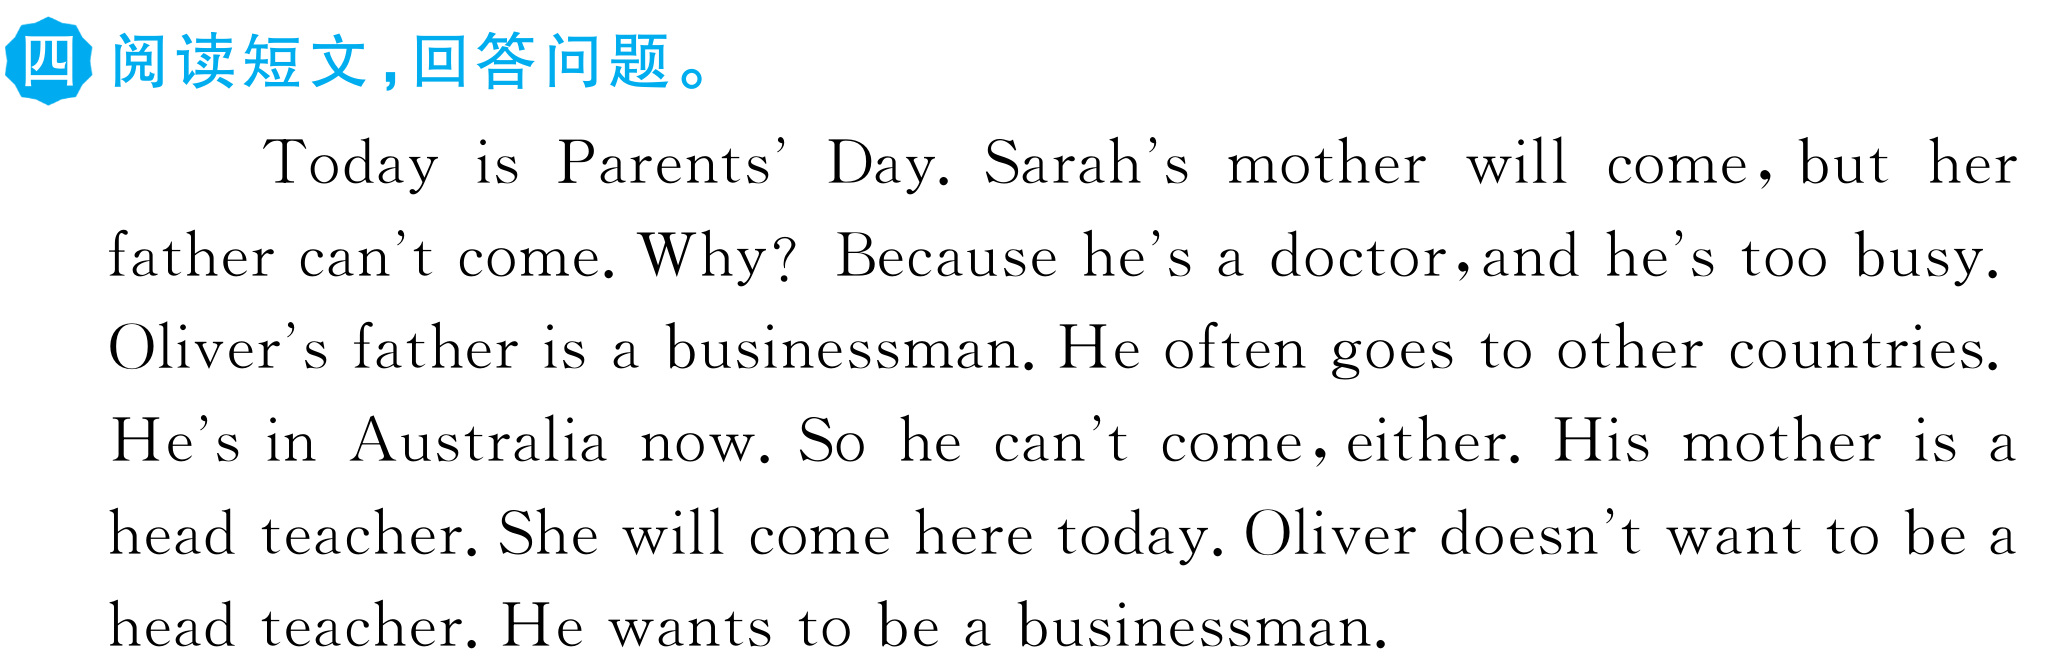 四 阅读短文,回答问题。
Today is Parents' Day. Sarah's mother will come, but her
father can't come. Why? Because he's a doctor, and he's too busy.
Oliver's father is a businessman. He often goes to other countries.
He's in Australia now. So he can't come, either. His mother is a
head teacher. She will come here today. Oliver doesn't want to be a
head teacher. He wants to be a businessman.